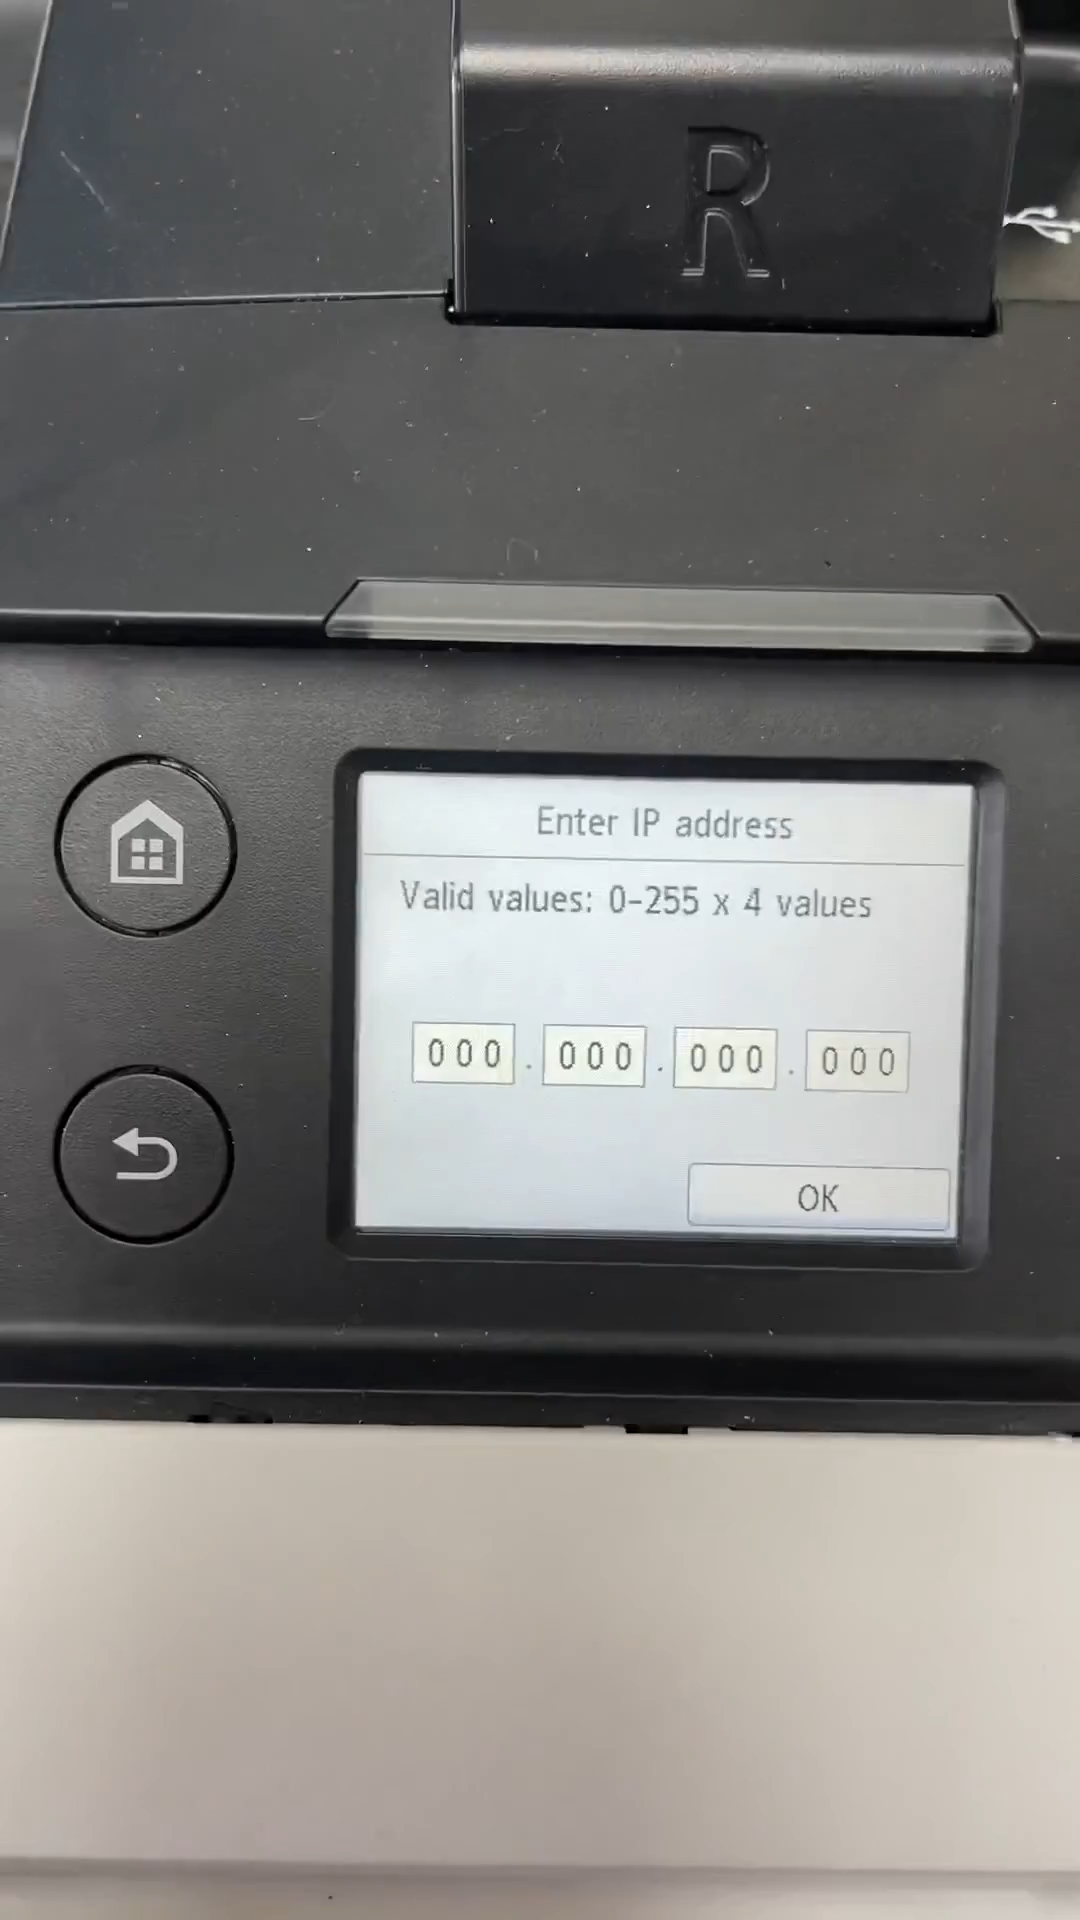 R
Enter IP address
Valid values: 0-255 x 4 values
000 . 000 . 000 . 000
OK